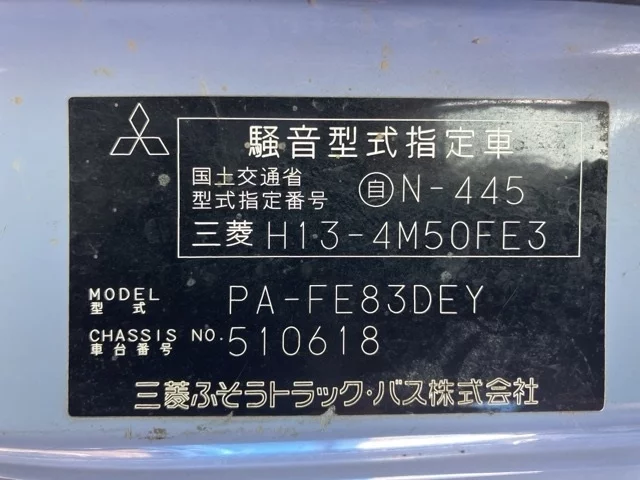 騒音型式指定車
国土交通省
型式指定番号 自N-445
三菱 H13-4M50FE3
MODEL
型式 PA-FE83DEY
CHASSIS NO.
車台番号 510618
三菱ふそうトラック・バス株式会社